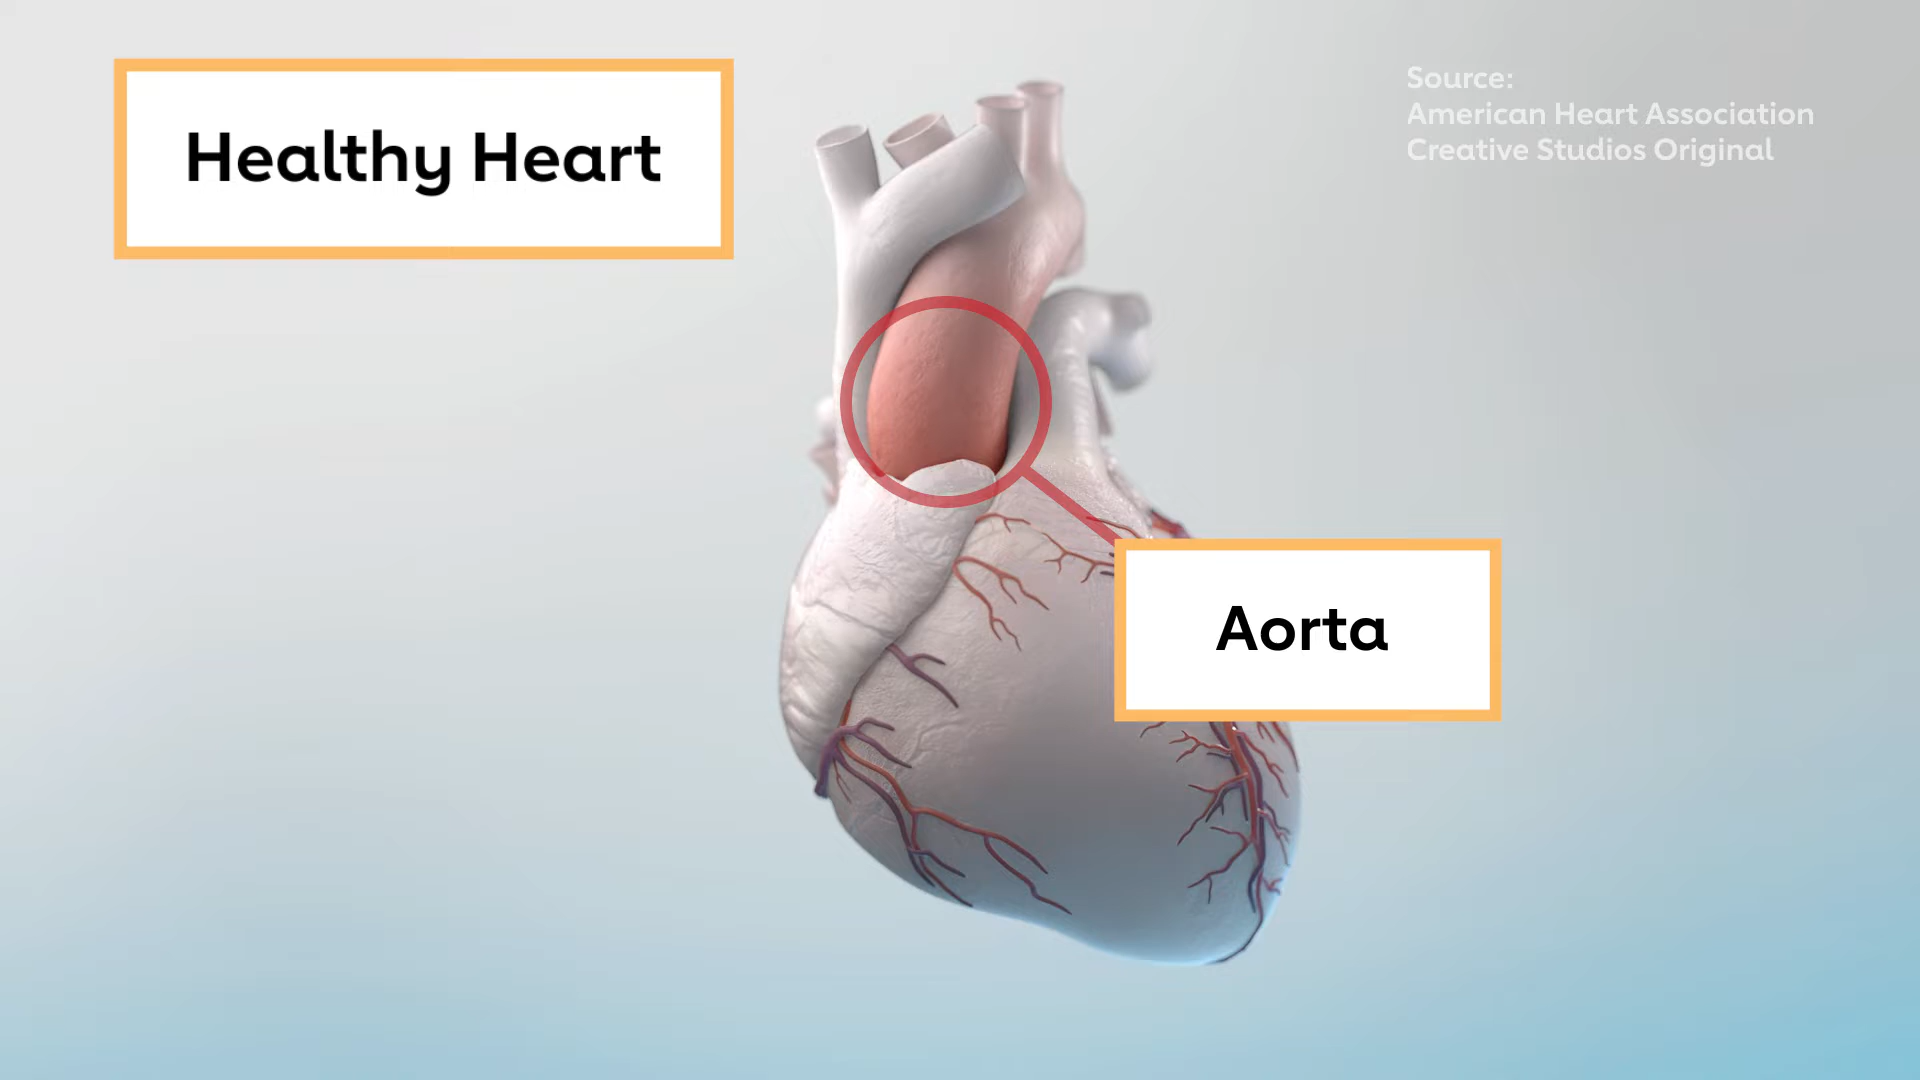 Healthy Heart
Source:
American Heart Association
Creative Studios Original
Aorta